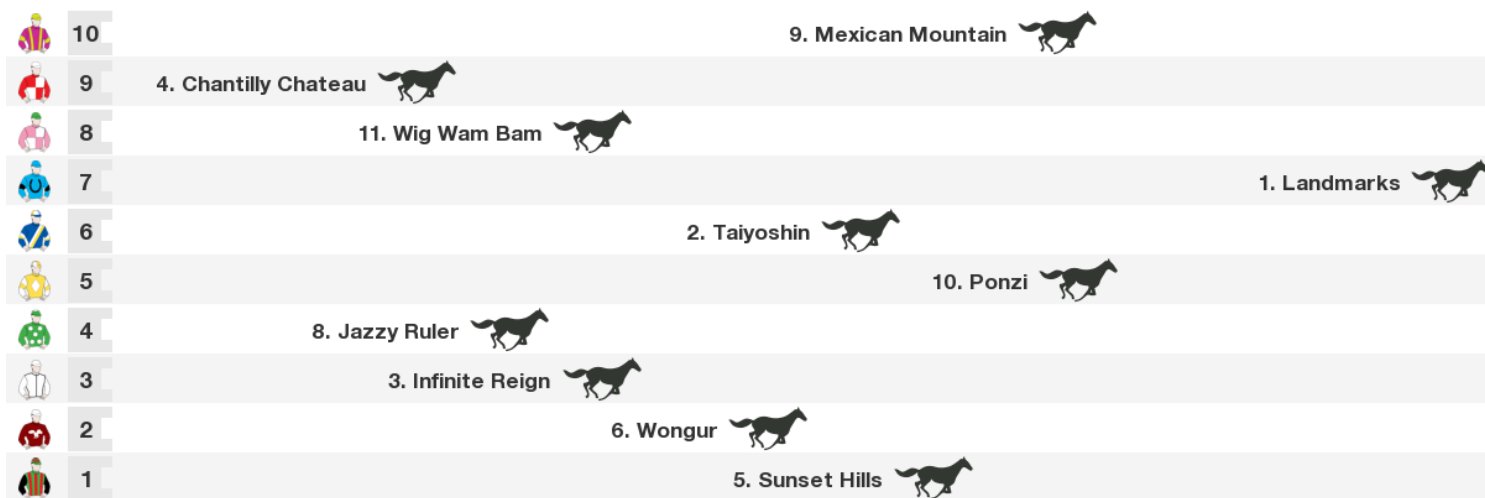 10 9. Mexican Mountain
9 4. Chantilly Chateau
8 11. Wig Wam Bam
7 1. Landmarks
6 2. Taiyoshin
5 10. Ponzi
4 8. Jazzy Ruler
3 3. Infinite Reign
2 6. Wongur
1 5. Sunset Hills